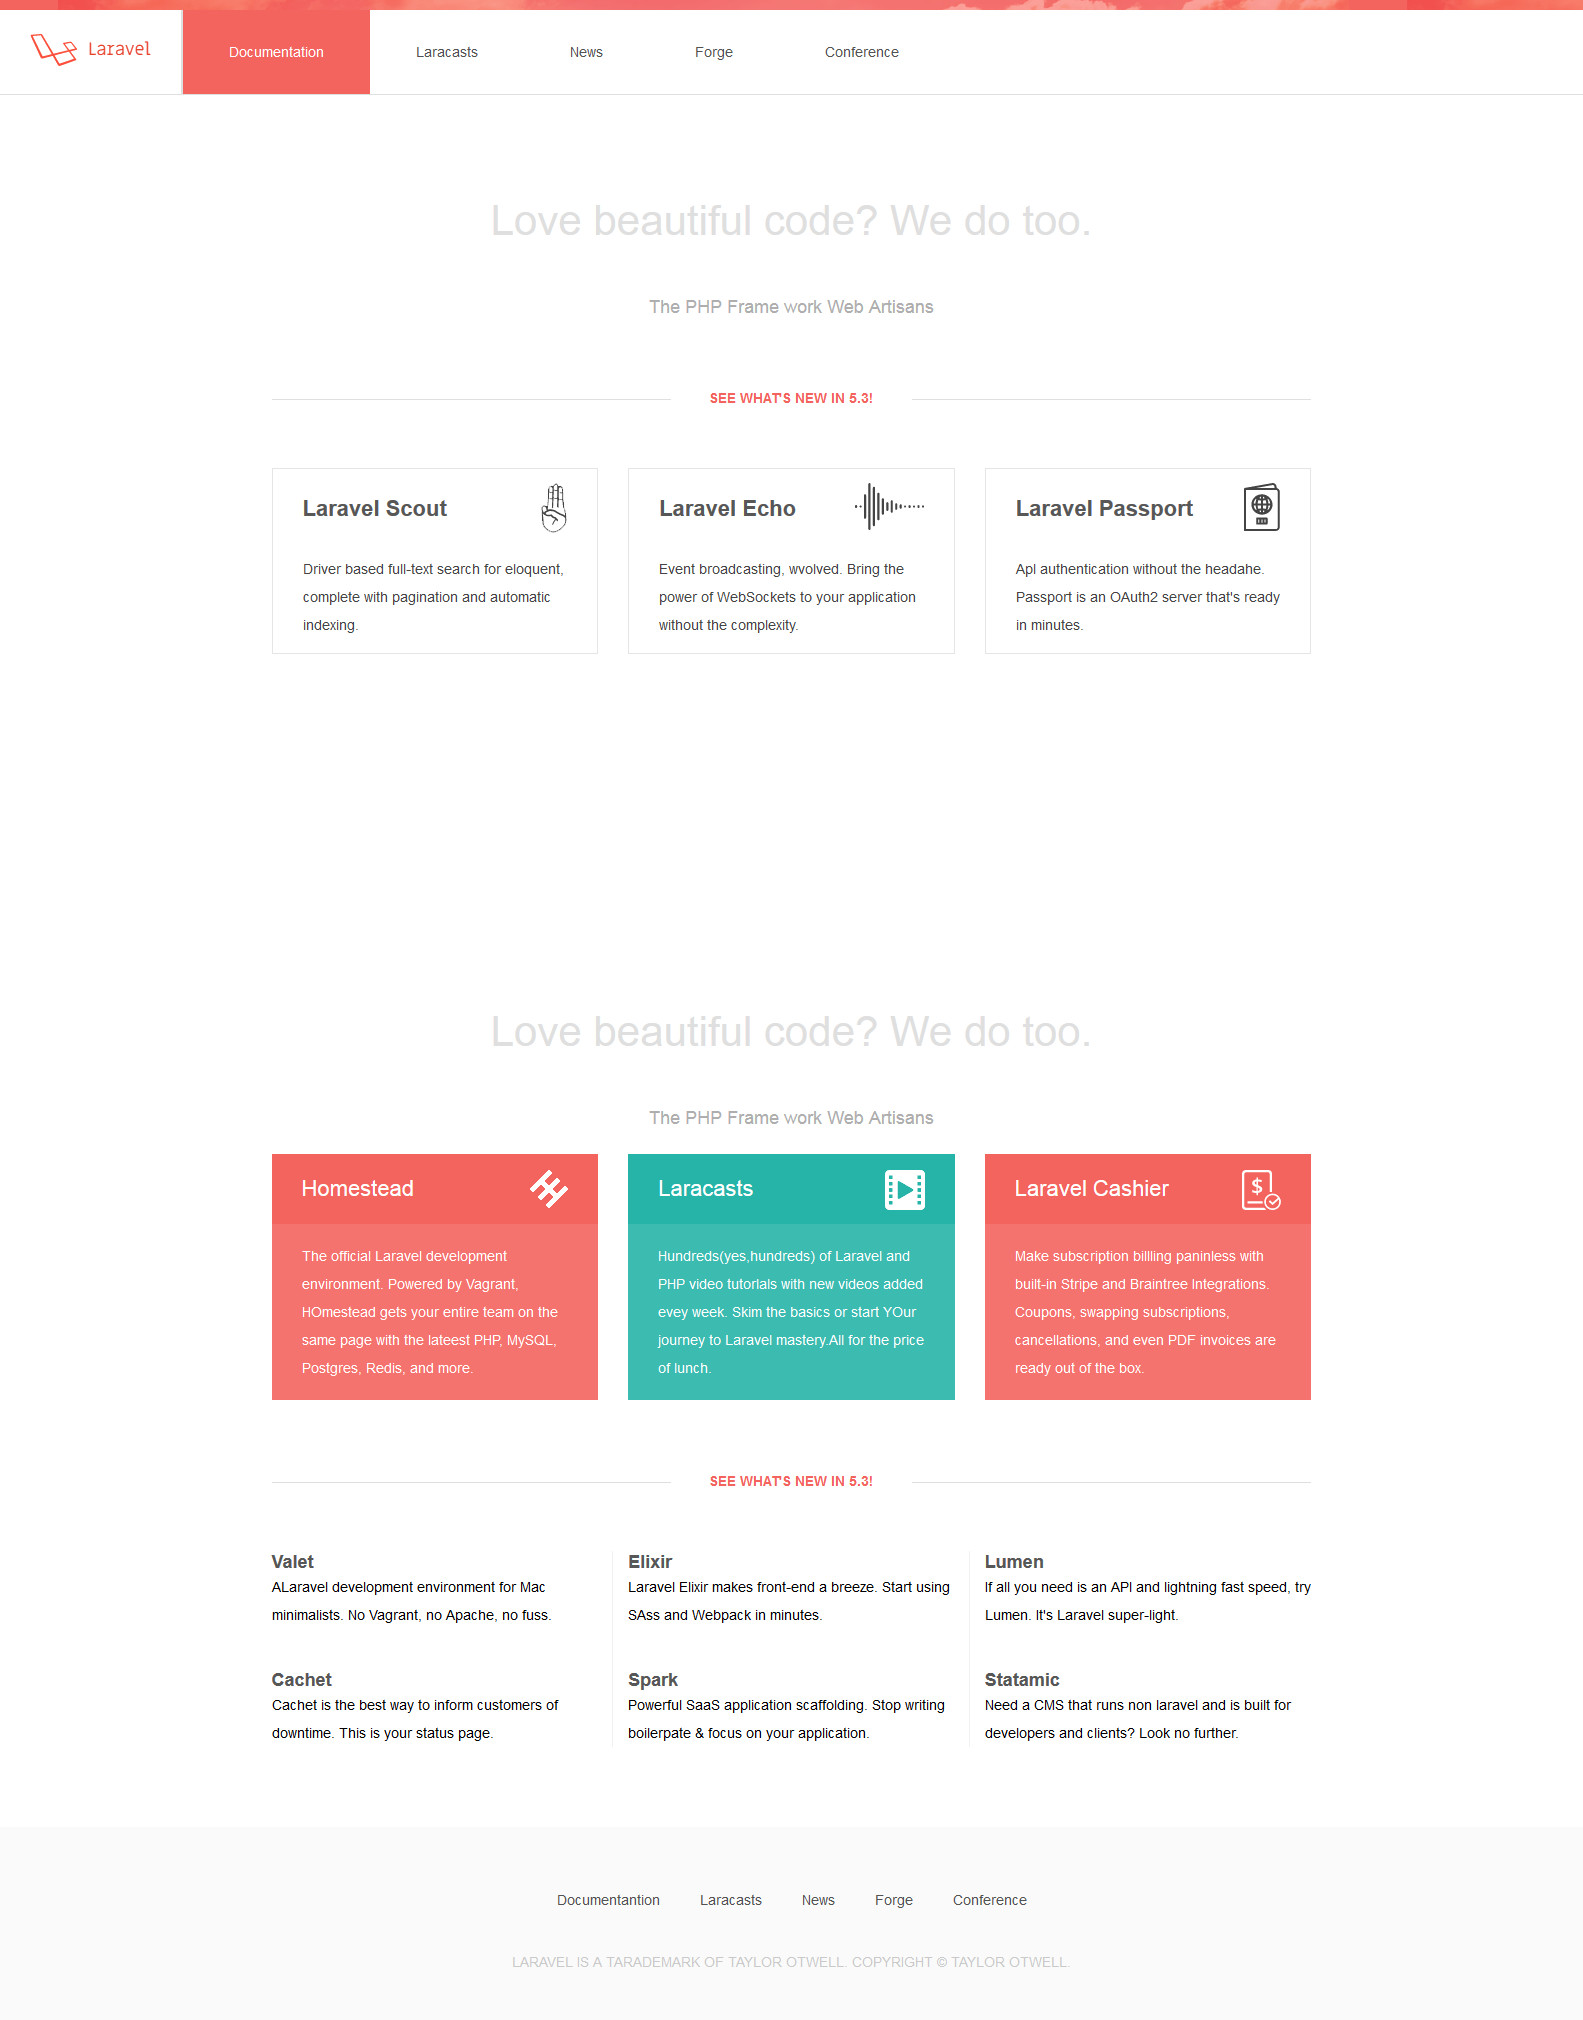 Laravel
Documentation
Laracasts
News
Forge
Conference
Love beautiful code? We do too.
The PHP Frame work Web Artisans
SEE WHAT'S NEW IN 5.3!
Laravel Scout
Driver based full-text search for eloquent,
complete with pagination and automatic
indexing.
Laravel Echo
Event broadcasting, wvolved. Bring the
power of WebSockets to your application
without the complexity.
Laravel Passport
ApI authentication without the headahe.
Passport is an OAuth2 server that's ready
in minutes.
Love beautiful code? We do too.
The PHP Frame work Web Artisans
Homestead
The official Laravel development
environment. Powered by Vagrant,
HOmestead gets your entire team on the
same page with the lateest PHP, MySQL,
Postgres, Redis, and more.
Laracasts
Hundreds(yes,hundreds) of Laravel and
PHP video tutorIals with new videos added
evey week. Skim the basics or start YOur
journey to Laravel mastery.All for the price
of lunch.
Laravel Cashier
$
Make subscription billling paninless with
built-in Stripe and Braintree Integrations.
Coupons, swapping subscriptions,
cancellations, and even PDF invoices are
ready out of the box.
SEE WHAT'S NEW IN 5.3!
Valet
ALaravel development environment for Mac
minimalists. No Vagrant, no Apache, no fuss.
Elixir
Laravel Elixir makes front-end a breeze. Start using
SAss and Webpack in minutes.
Lumen
If all you need is an API and lightning fast speed, try
Lumen. It's Laravel super-light.
Cachet
Cachet is the best way to inform customers of
downtime. This is your status page.
Spark
Powerful SaaS application scaffolding. Stop writing
boilerpate & focus on your application.
Statamic
Need a CMS that runs non laravel and is built for
developers and clients? Look no further.
Documentantion
Laracasts
News
Forge
Conference
LARAVEL IS A TARADEMARK OF TAYLOR OTWELL. COPYRIGHT © TAYLOR OTWELL.